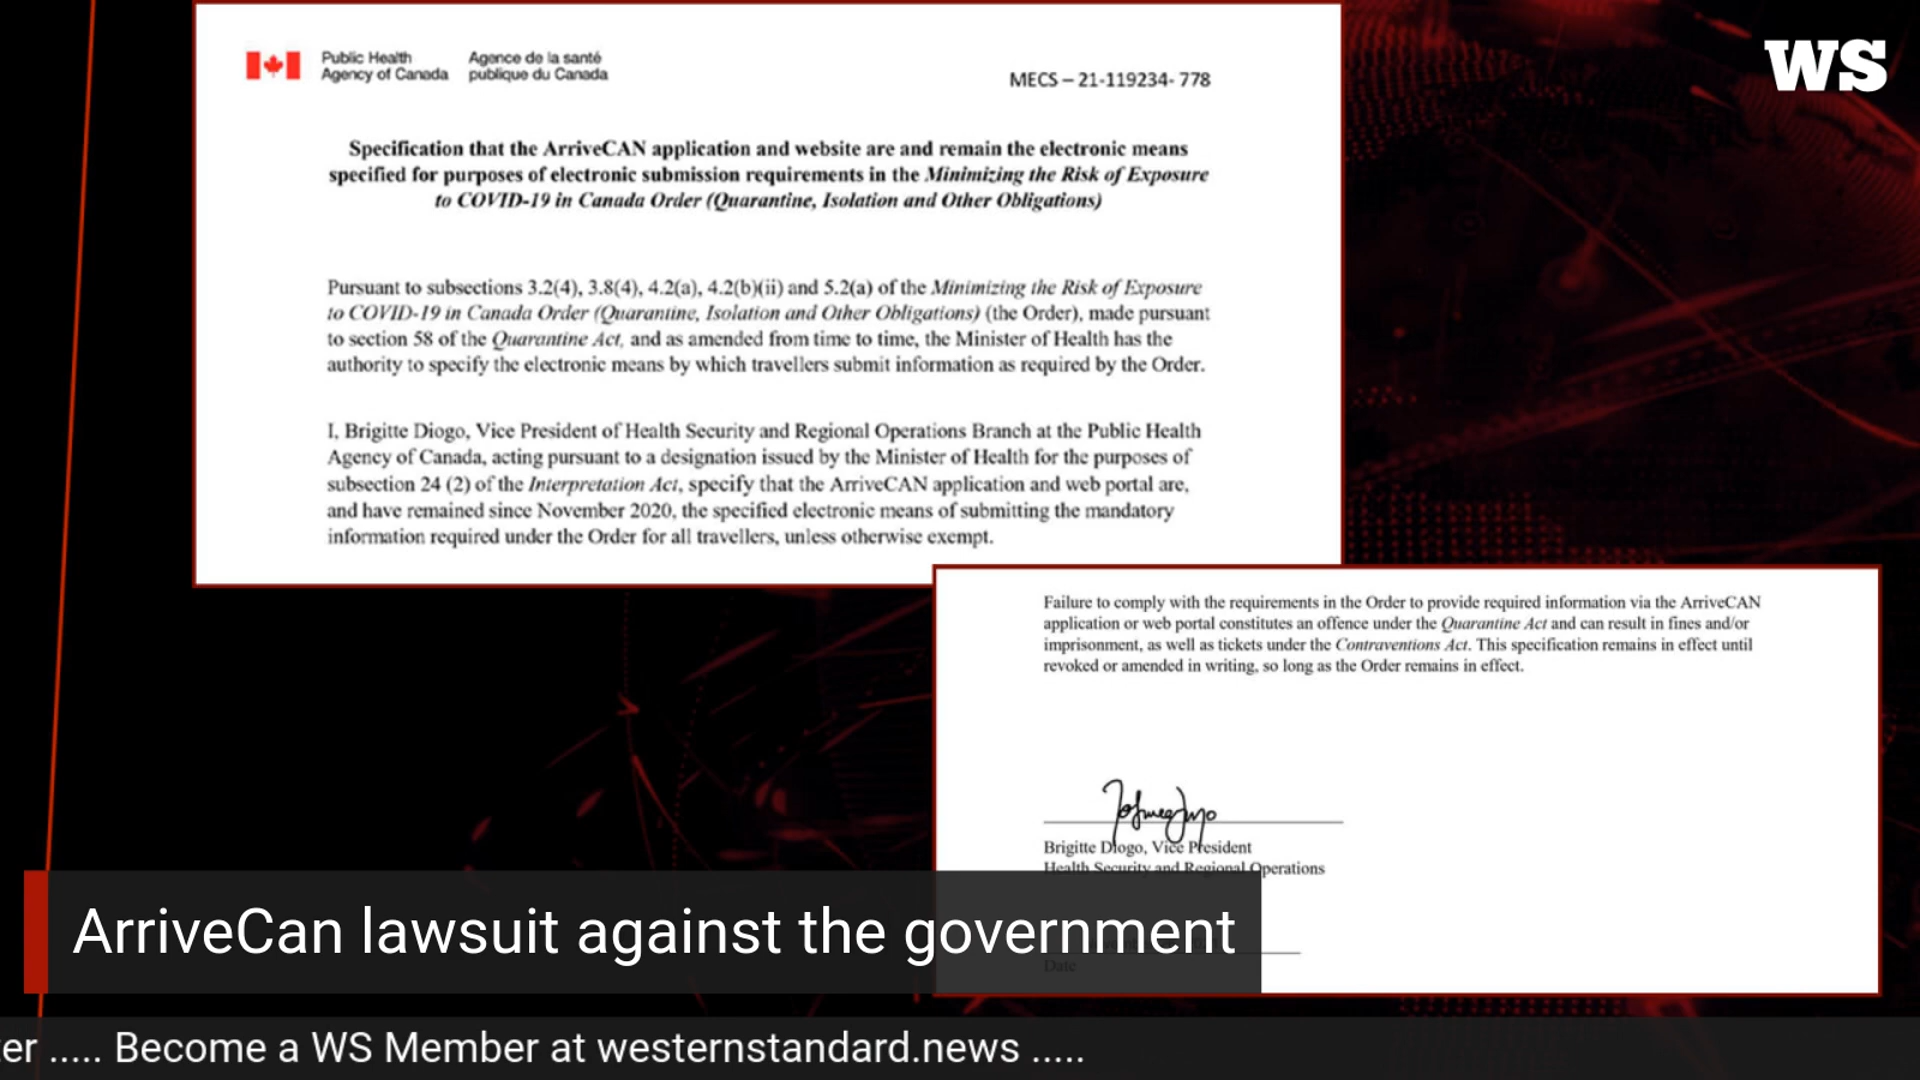 Public Health
Agency of Canada
Agence de la santé
publique du Canada
MECS – 21-119234- 778
WS
Specification that the ArriveCAN application and website are and remain the electronic means
specified for purposes of electronic submission requirements in the Minimizing the Risk of Exposure
to COVID-19 in Canada Order (Quarantine, Isolation and Other Obligations)
Pursuant to subsections 3.2(4), 3.8(4), 4.2(a), 4.2(b)(ii) and 5.2(a) of the Minimizing the Risk of Exposure
to COVID-19 in Canada Order (Quarantine, Isolation and Other Obligations) (the Order), made pursuant
to section 58 of the Quarantine Act, and as amended from time to time, the Minister of Health has the
authority to specify the electronic means by which travellers submit information as required by the Order.
I, Brigitte Diogo, Vice President of Health Security and Regional Operations Branch at the Public Health
Agency of Canada, acting pursuant to a designation issued by the Minister of Health for the purposes of
subsection 24 (2) of the Interpretation Act, specify that the ArriveCAN application and web portal are,
and have remained since November 2020, the specified electronic means of submitting the mandatory
information required under the Order for all travellers, unless otherwise exempt.
Failure to comply with the requirements in the Order to provide required information via the ArriveCAN
application or web portal constitutes an offence under the Quarantine Act and can result in fines and/or
imprisonment, as well as tickets under the Contraventions Act. This specification remains in effect until
revoked or amended in writing, so long as the Order remains in effect.
Brigitte Diogo, Vice President
Health Security and Regional Operations
Date
ArriveCan lawsuit against the government
er ..... Become a WS Member at westernstandard.news .....